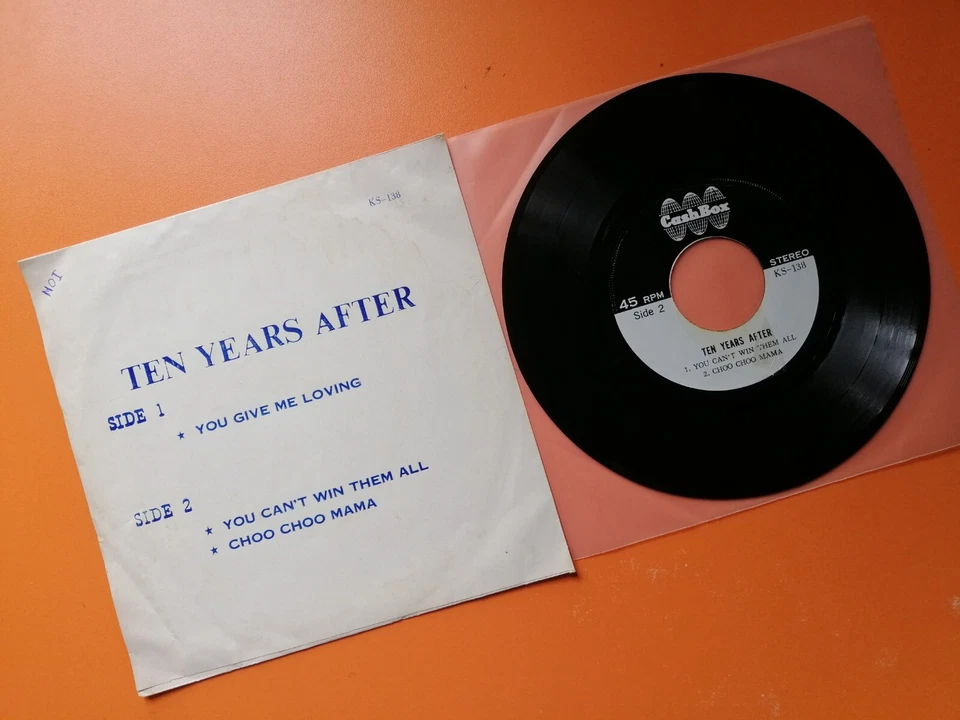 KS-138
MOI
TEN YEARS AFTER
SIDE 1
★ YOU GIVE ME LOVING
SIDE 2
★ YOU CAN'T WIN THEM ALL
★ CHOO CHOO MAMA
CashBox
45 RPM
STEREO
Side 2
KS-138
TEN YEARS AFTER
1. YOU CAN'T WIN THEM ALL
2. CHOO CHOO MAMA